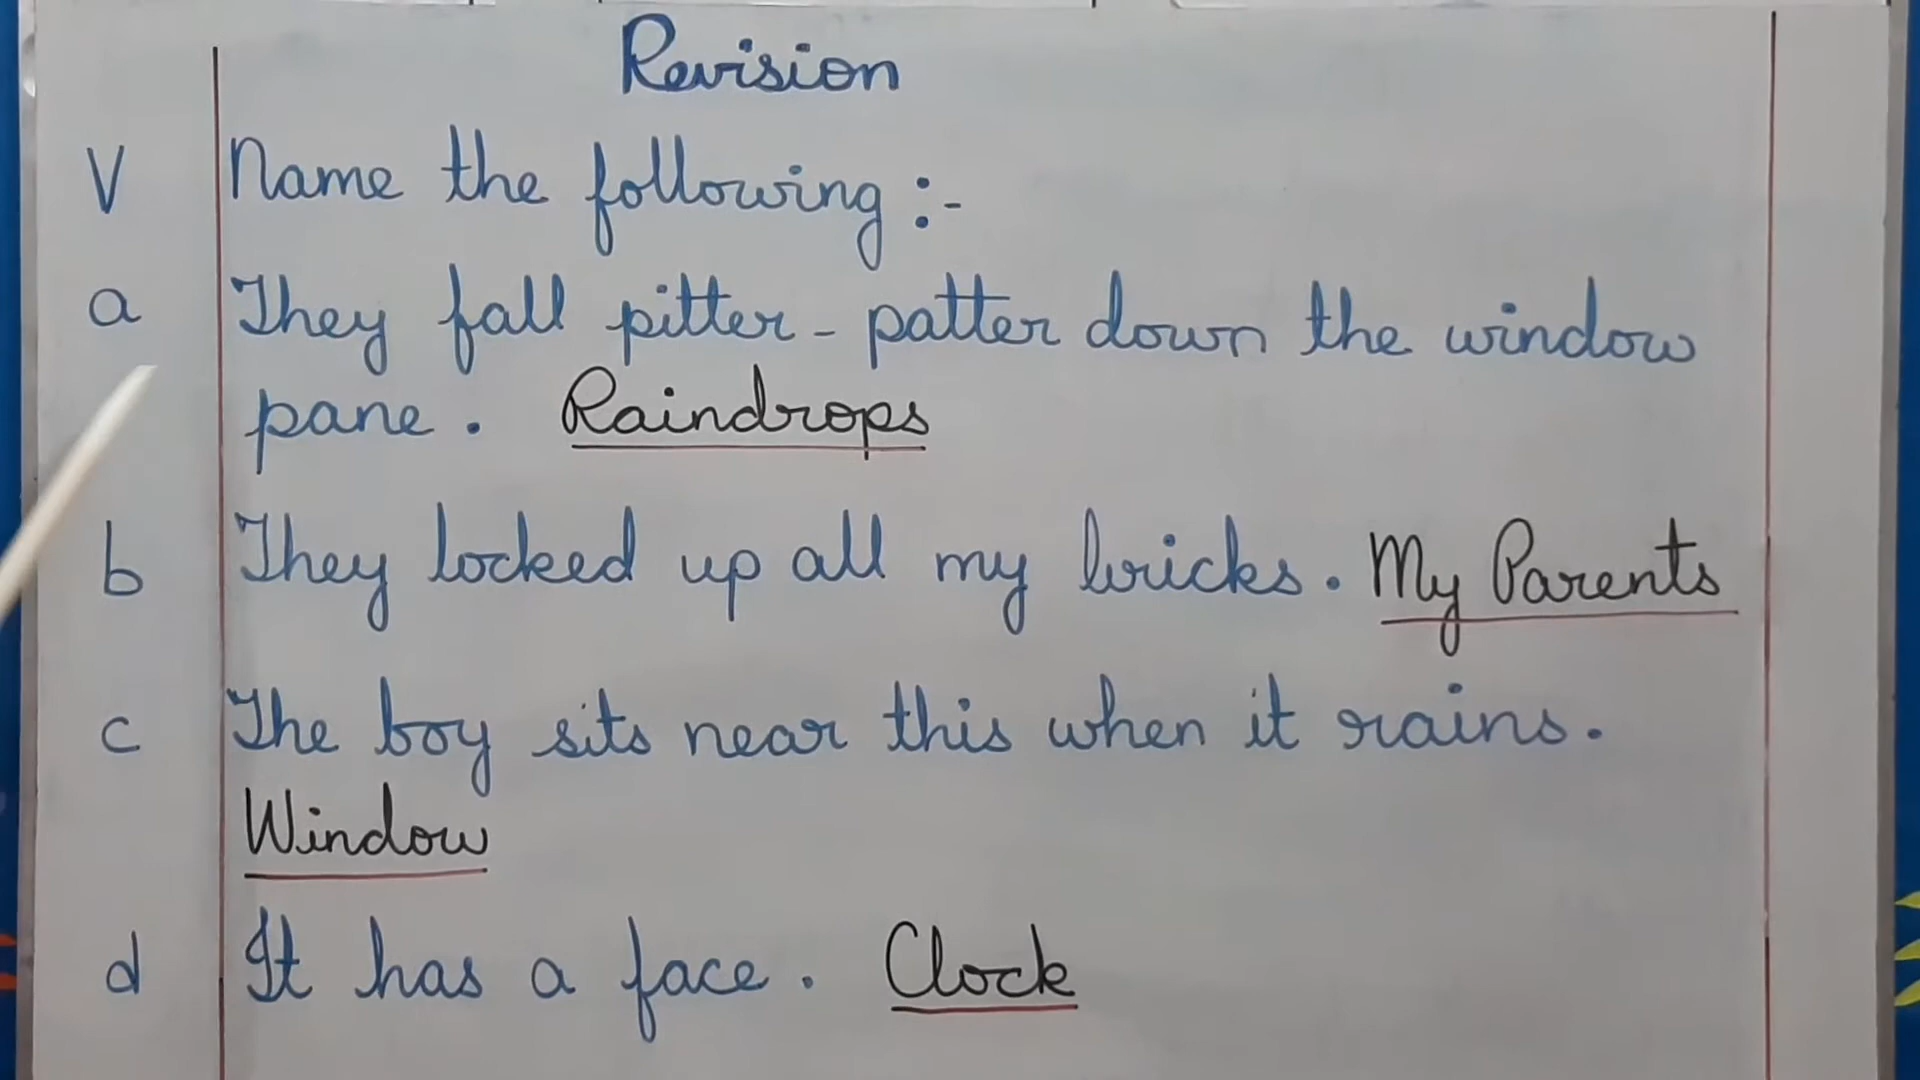 Revision
V Name the following :-
a They fall pitter - patter down the window
pane. Raindrops
b They locked up all my bricks. My Parents
c The boy sits near this when it rains.
Window
d It has a face. Clock